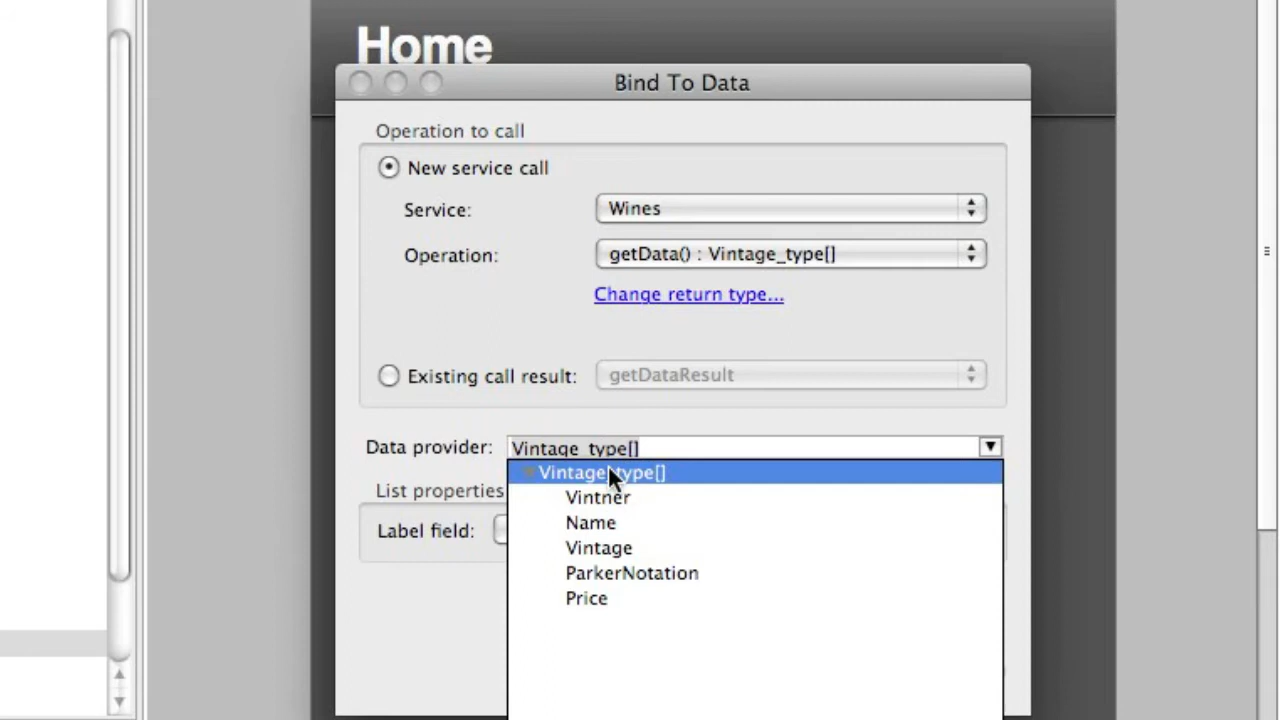 Home
Bind To Data
Operation to call
New service call
Service: Wines
Operation: getData() : Vintage_type[]
Change return type...
Existing call result: getDataResult
Data provider: Vintage_type[]
Vintage_type[]
List properties
Vintner
Name
Label field:
Vintage
ParkerNotation
Price